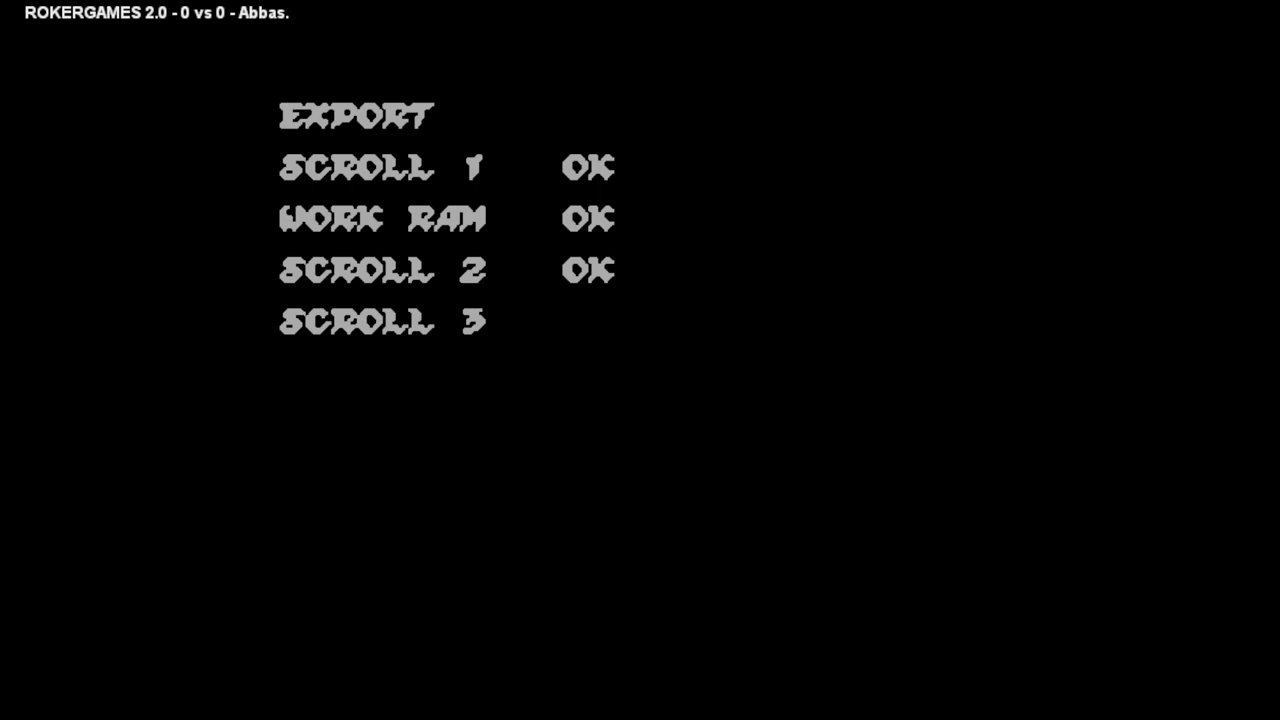 ROKERGAMES 2.0 - 0 vs 0 - Abbas.
EXPORT
SCROLL 1 OK
WORK RAM OK
SCROLL 2 OK
SCROLL 3